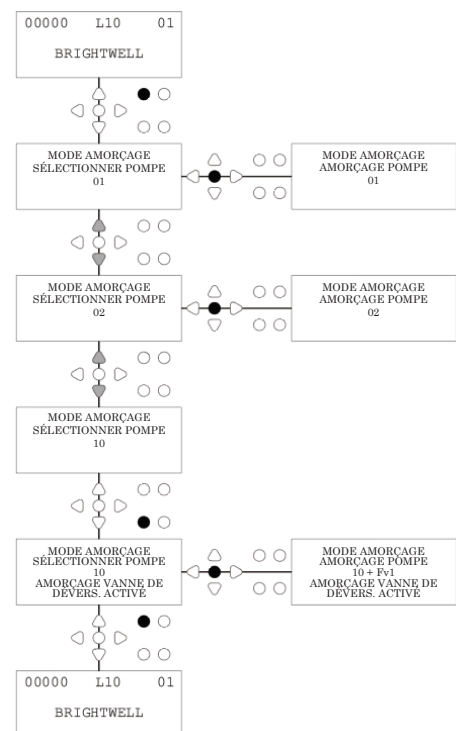 00000 L10 01
BRIGHTWELL
MODE AMORÇAGE
SÉLECTIONNER POMPE
01
MODE AMORÇAGE
AMORÇAGE POMPE
01
MODE AMORÇAGE
SÉLECTIONNER POMPE
02
MODE AMORÇAGE
AMORÇAGE POMPE
02
MODE AMORÇAGE
SÉLECTIONNER POMPE
10
MODE AMORÇAGE
SÉLECTIONNER POMPE
10
AMORÇAGE VANNE DE
DÉVERS. ACTIVÉ
MODE AMORÇAGE
AMORÇAGE POMPE
10 + Fv1
AMORÇAGE VANNE DE
DÉVERS. ACTIVÉ
00000 L10 01
BRIGHTWELL